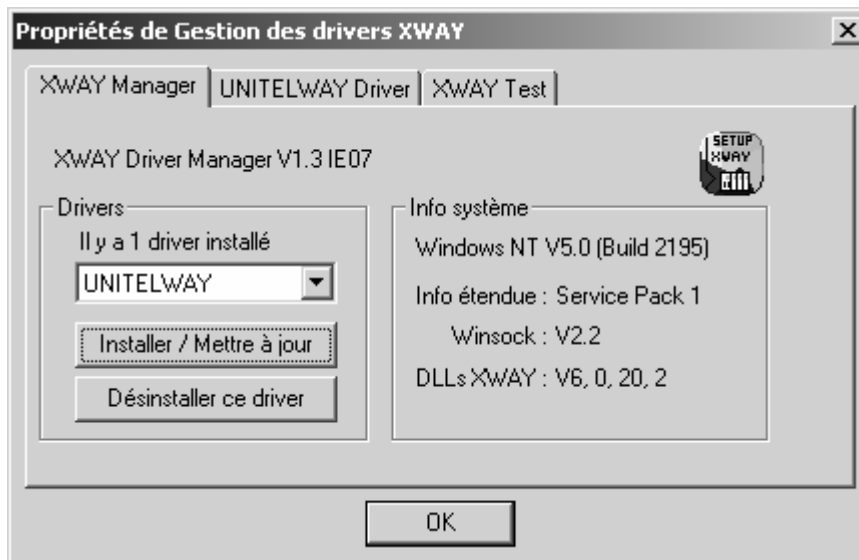 Propriétés de Gestion des drivers XWAY
XWAY Manager
UNITELWAY Driver
XWAY Test
XWAY Driver Manager V1.3 IE07
SETUP
XWAY
Drivers
Il y a 1 driver installé
UNITELWAY
Installer / Mettre à jour
Désinstaller ce driver
Info système
Windows NT V5.0 (Build 2195)
Info étendue : Service Pack 1
Winsock : V2.2
DLLs XWAY : V6, 0, 20, 2
OK